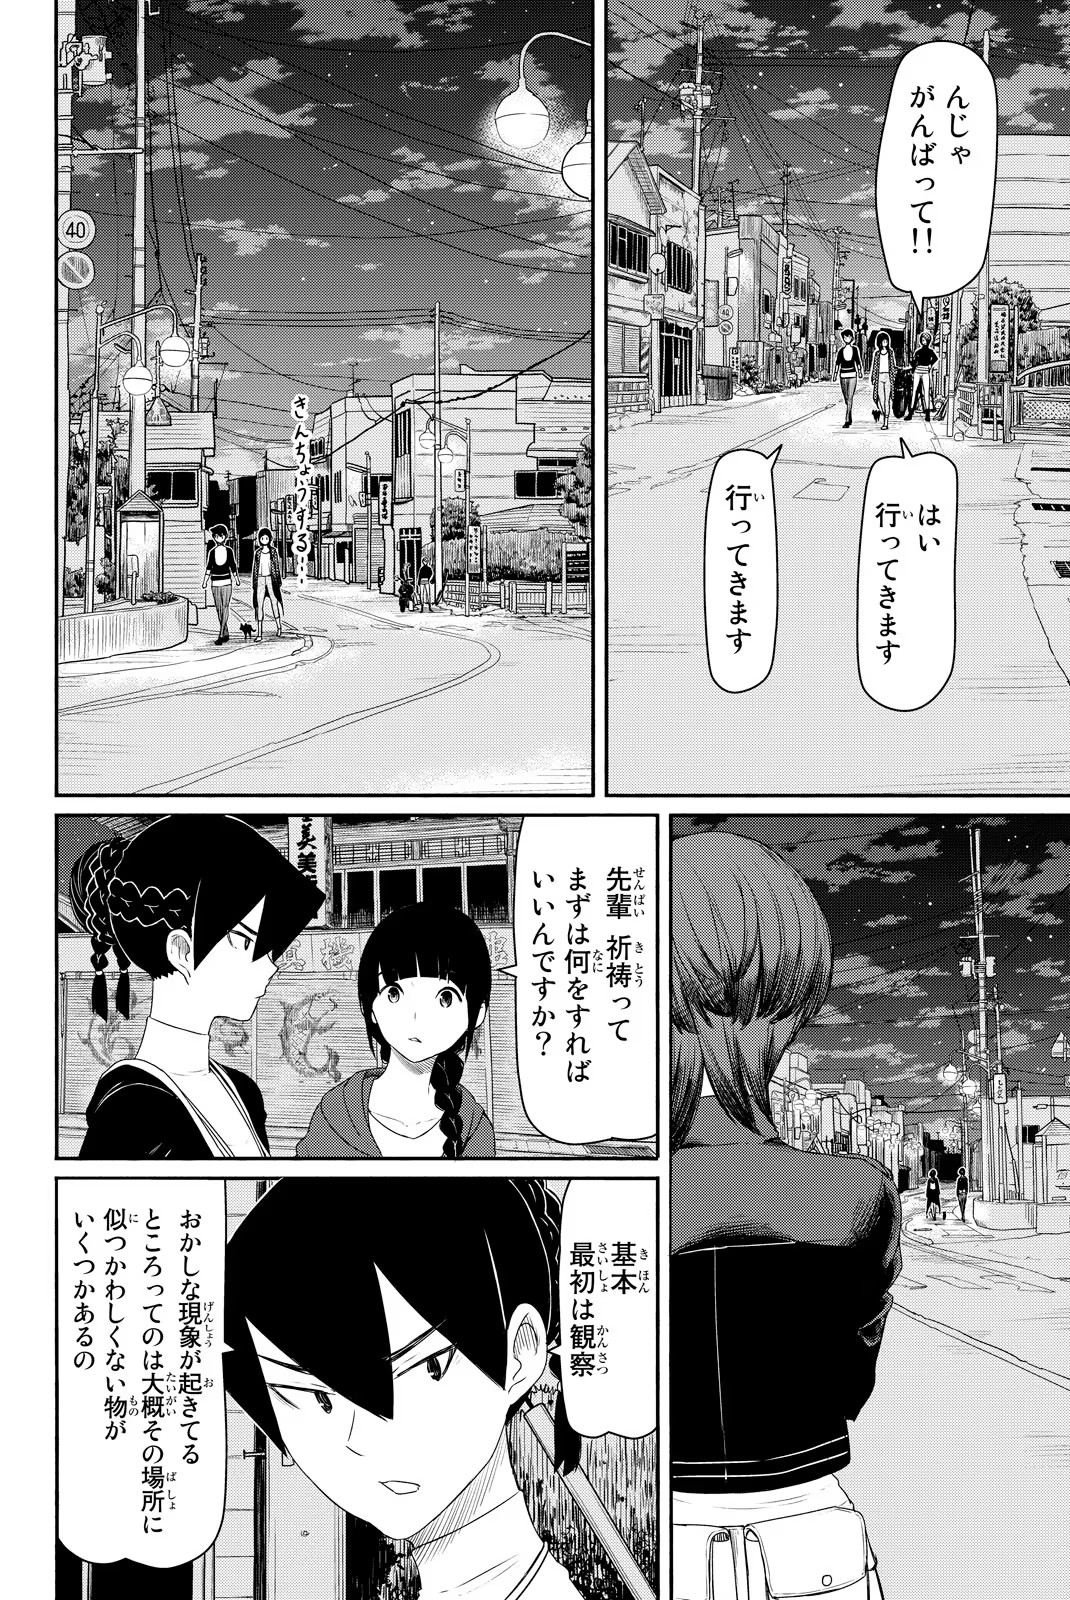 んじゃ
がんばって!!
はい
行ってきます
行ってきます
40
40
きんちょうする…
先輩 祈祷って
まずは何をすれば
いいんですか?
基本
最初は観察
おかしな現象が起きてる
ところってのは大概その場所に
似つかわしくない物が
いくつかあるの